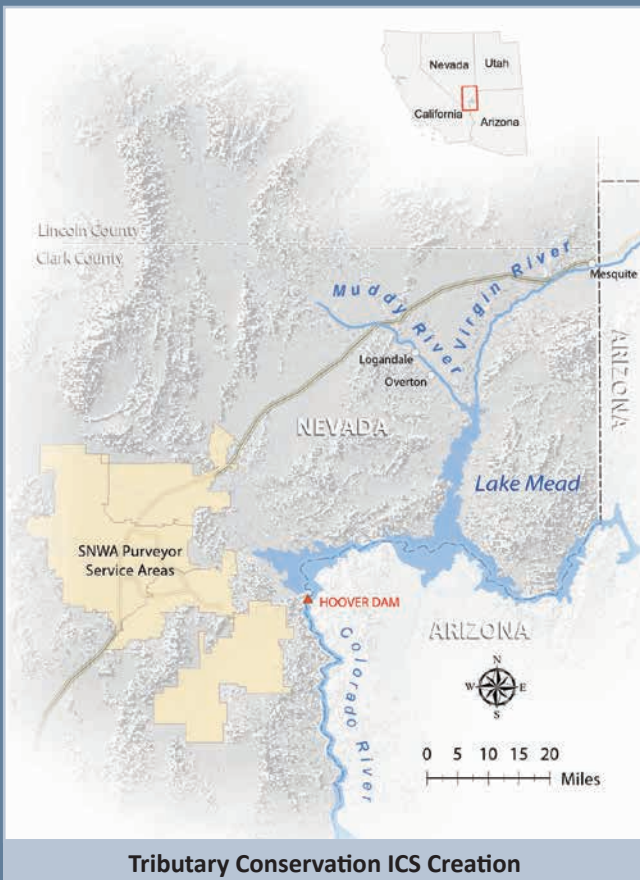 Nevada
Utah
California
Arizona
Lincoln County
Clark County
Muddy River
Virgin River
Mesquite
Logandale
Overton
NEVADA
ARIZONA
Lake Mead
SNWA Purveyor
Service Areas
HOOVER DAM
ARIZONA
Colorado River
N
W
E
S
0 5 10 15 20
Miles
Tributary Conservation ICS Creation